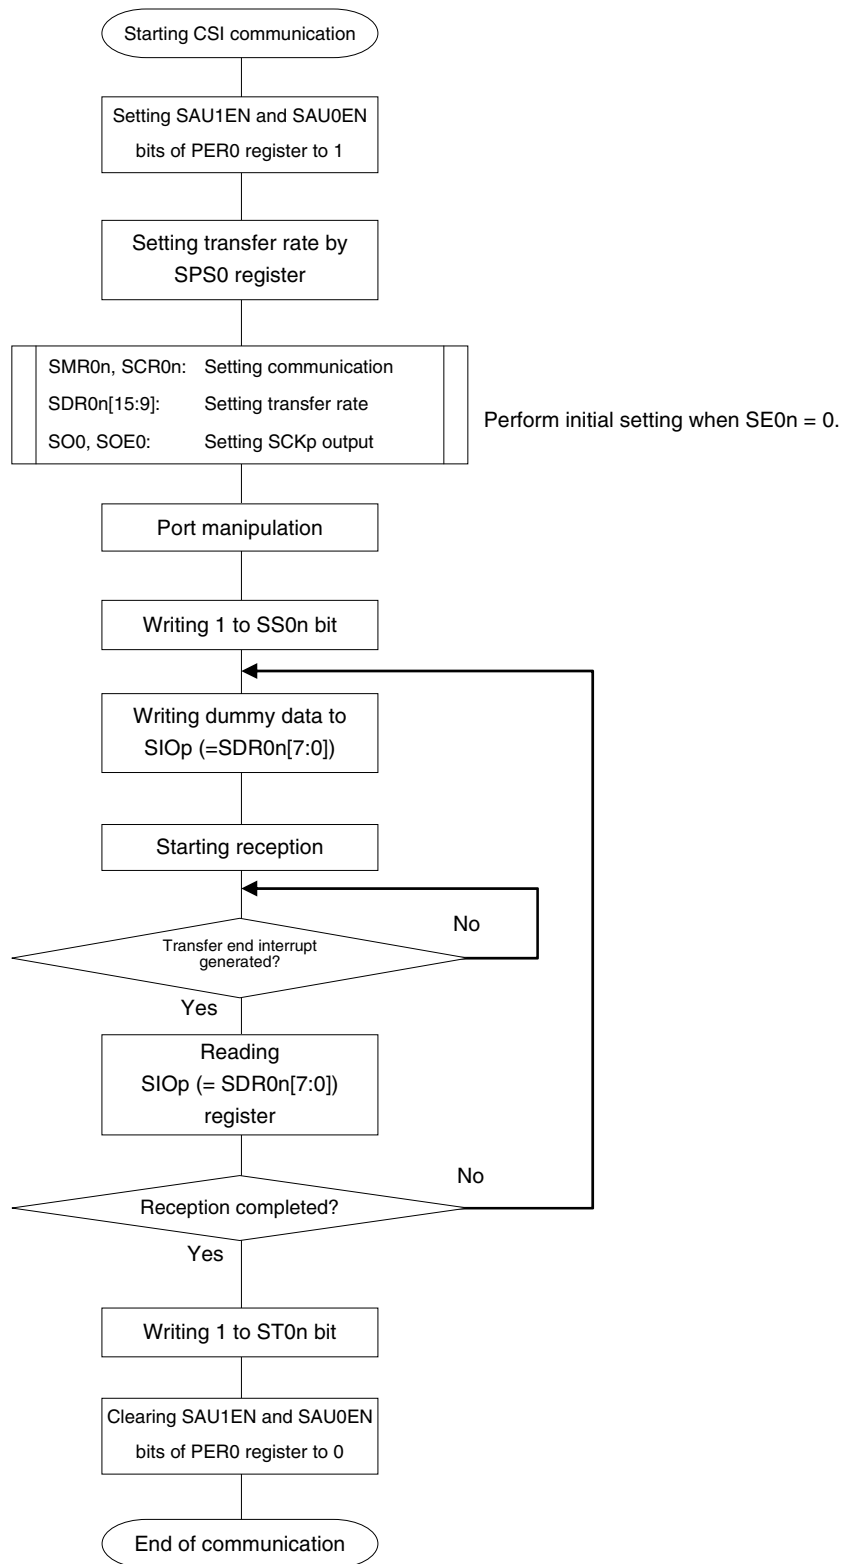 Starting CSI communication
Setting SAU1EN and SAU0EN
bits of PER0 register to 1
Setting transfer rate by
SPS0 register
SMR0n, SCR0n: Setting communication
SDR0n[15:9]: Setting transfer rate
SO0, SOE0: Setting SCKp output
Perform initial setting when SE0n = 0.
Port manipulation
Writing 1 to SS0n bit
Writing dummy data to
SIOp (=SDR0n[7:0])
Starting reception
No
Transfer end interrupt
generated?
Yes
Reading
SIOp (= SDR0n[7:0])
register
No
Reception completed?
Yes
Writing 1 to ST0n bit
Clearing SAU1EN and SAU0EN
bits of PER0 register to 0
End of communication